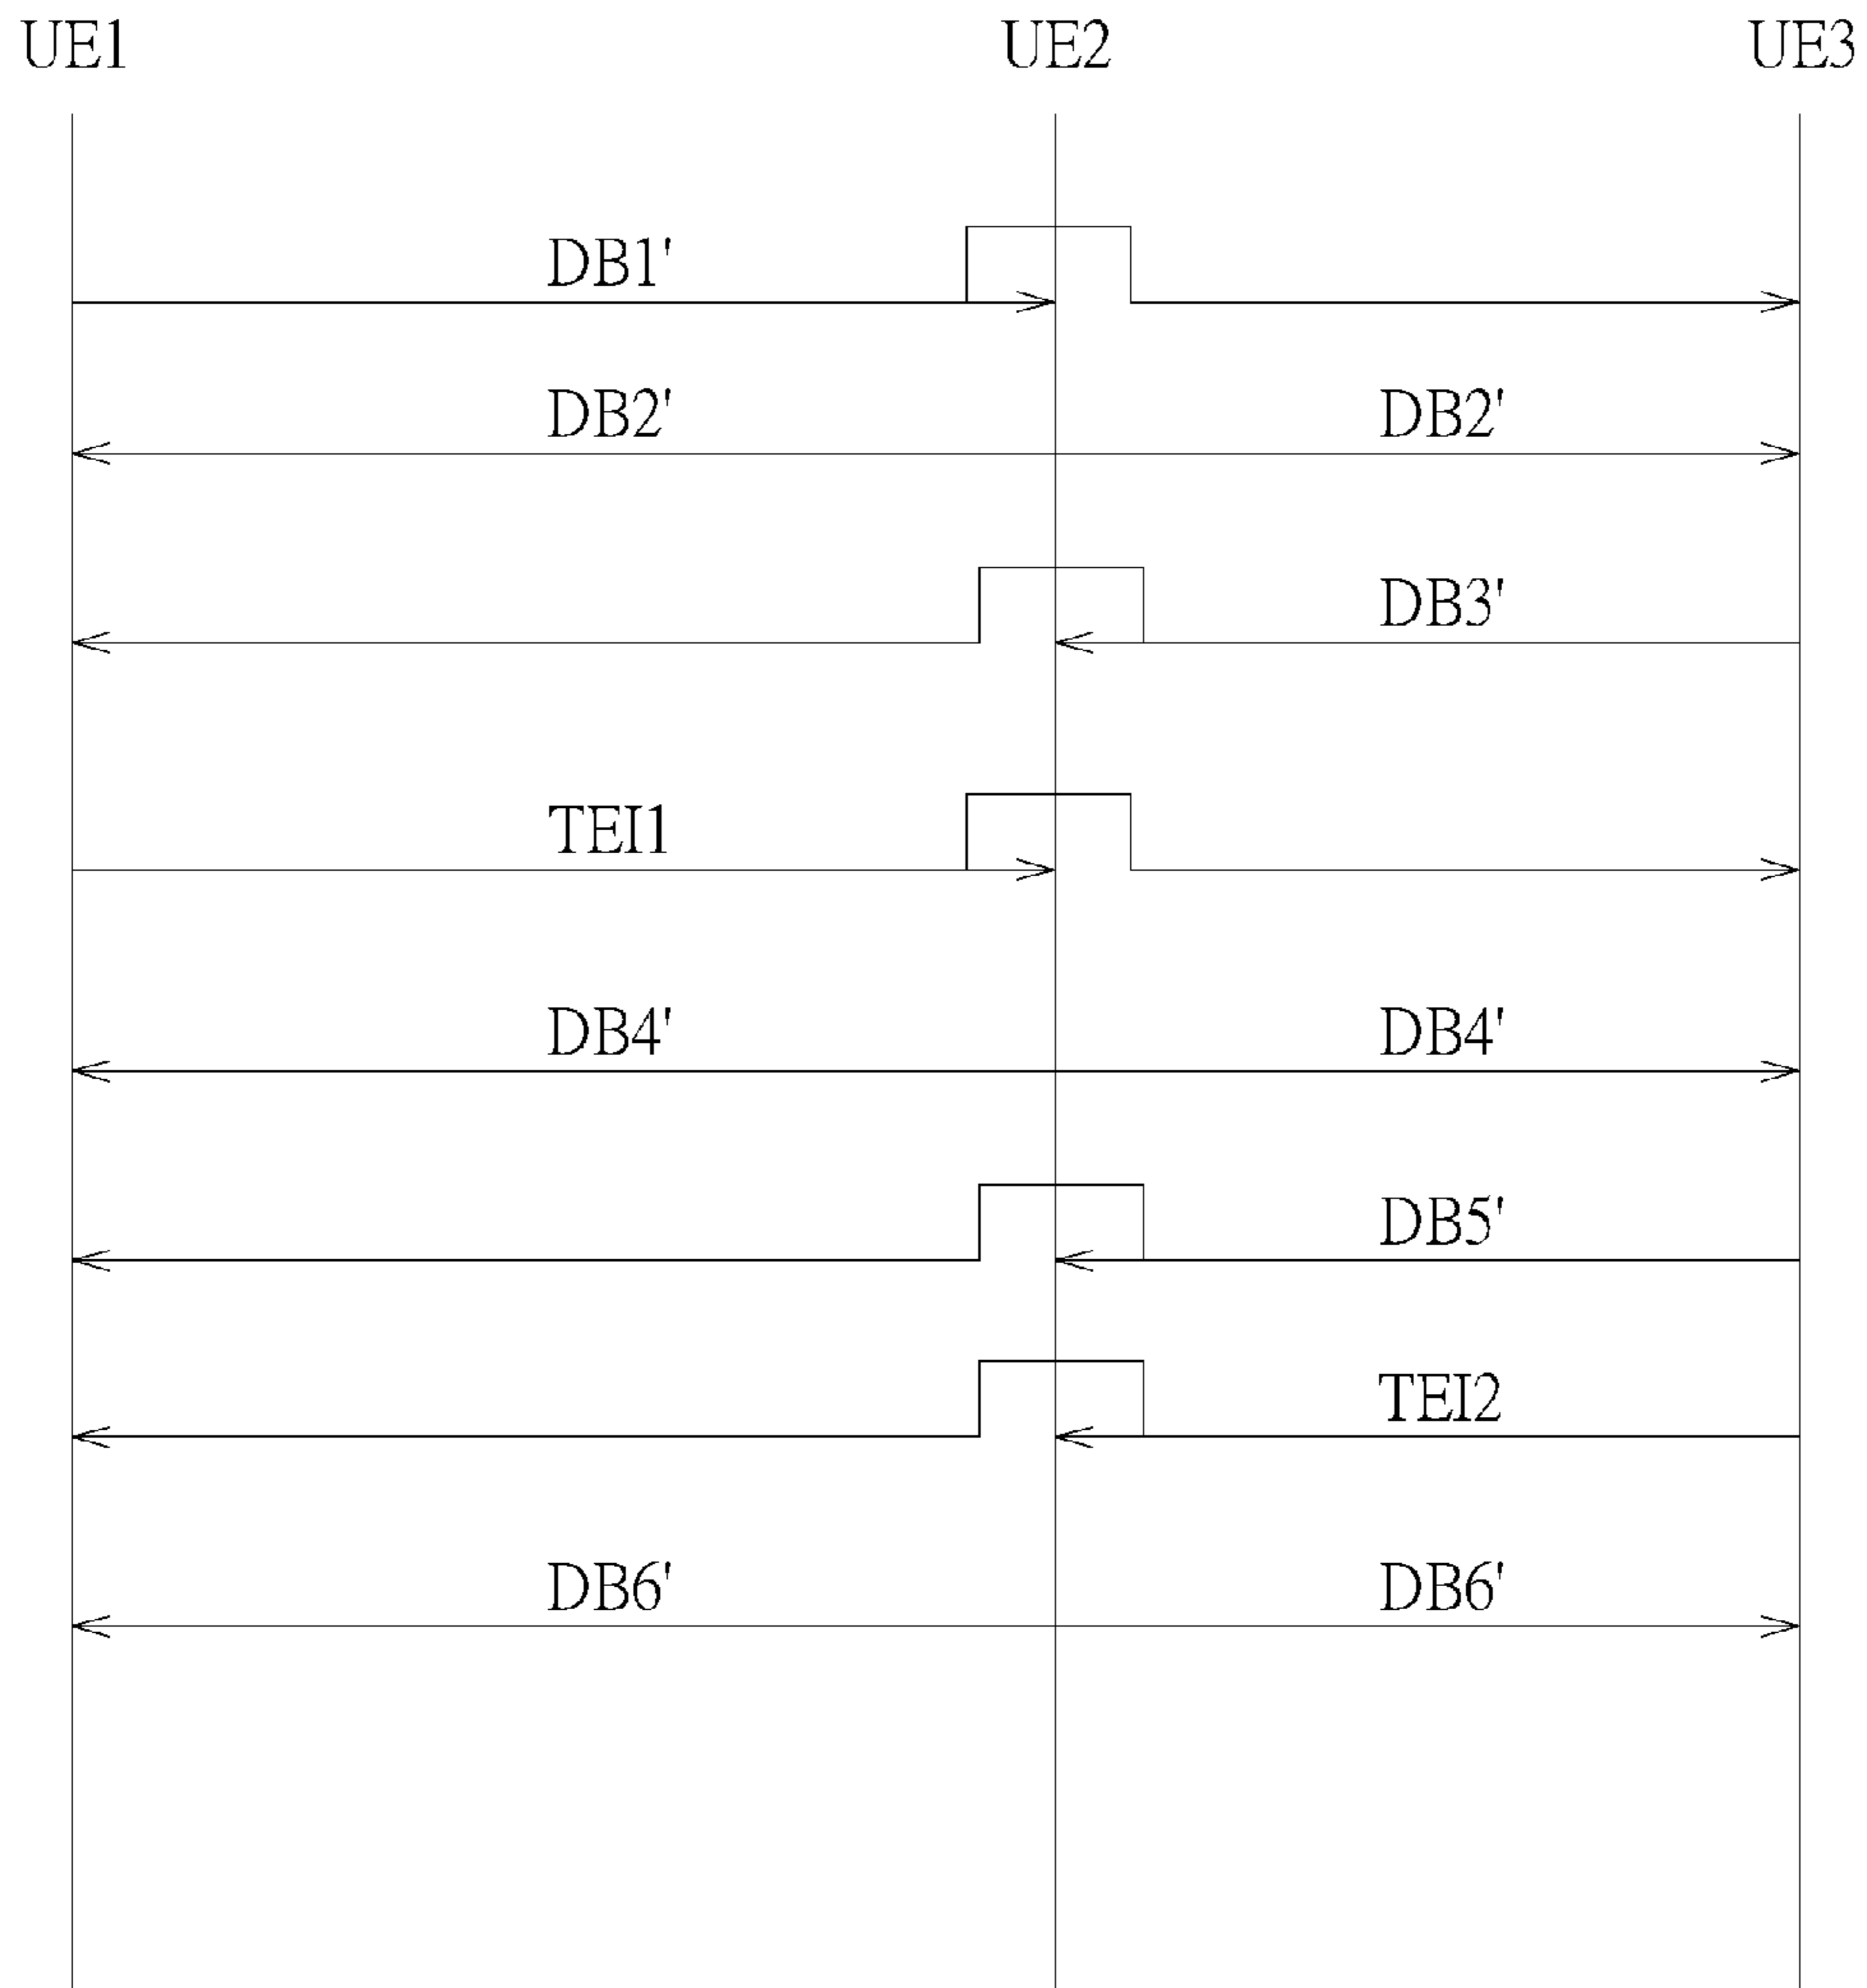 UE1 UE2 UE3
DB1'
DB2' DB2'
DB3'
TEI1
DB4' DB4'
DB5'
TEI2
DB6' DB6'